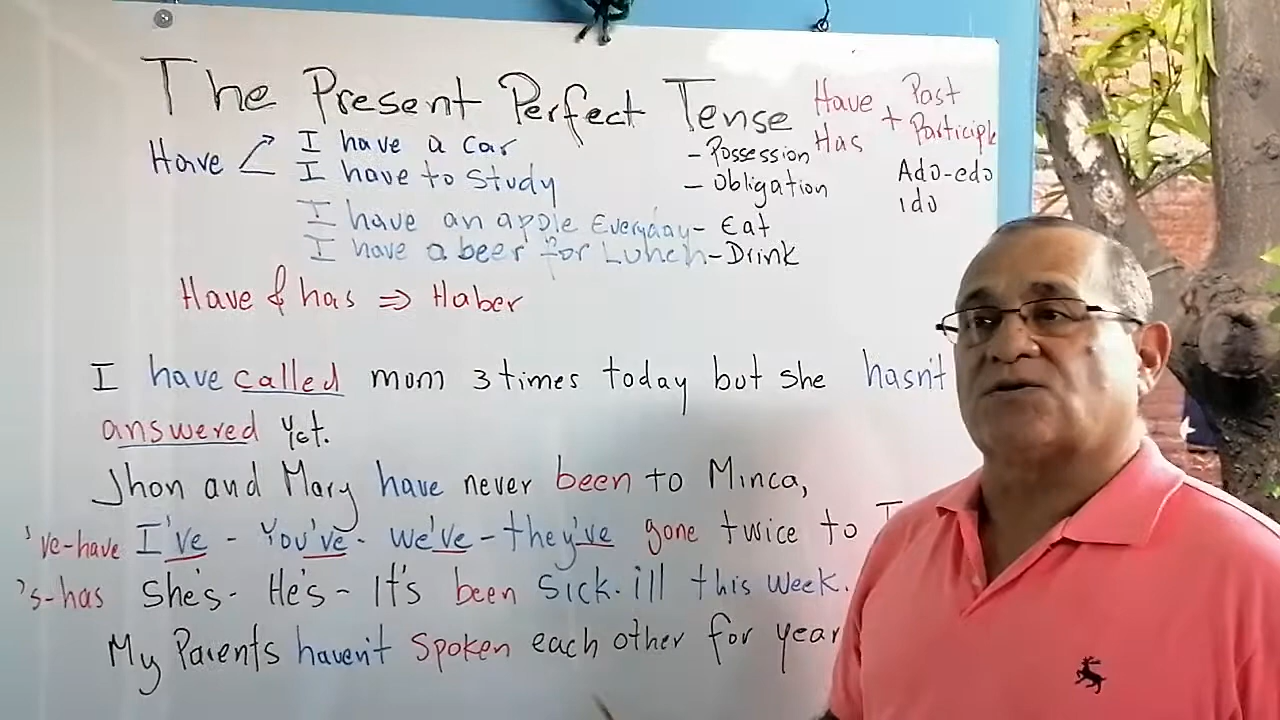 The Present Perfect Tense Have + Past
Has Participle
Have I have a car - Possession
I have to study - Obligation Ado-edo
ido
I have an apple Everyday- Eat
I have a beer for Lunch-Drink
Have & has ⇒ Haber
I have called mom 3 times today but she hasn't
answered yet.
Jhon and Mary have never been to Minca,
've-have I've - You've - we've - they've gone twice to
's-has She's - He's - It's been sick. ill this week.
My Parents haven't spoken each other for year